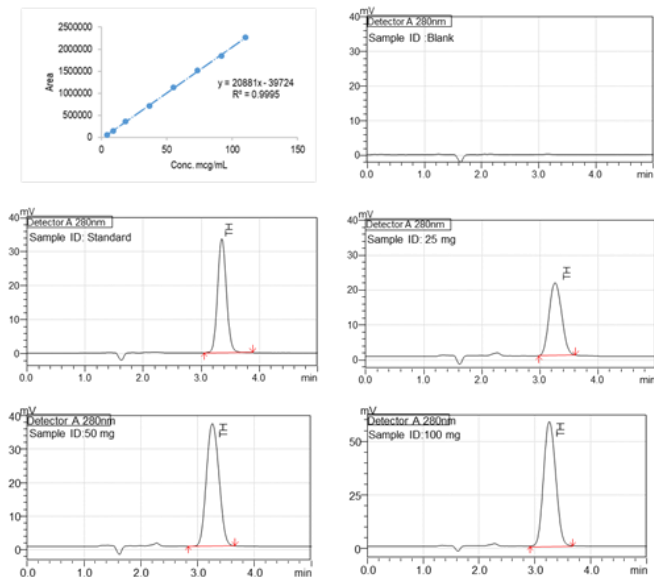 2500000
2000000
1500000
1000000
500000
0
Area
y = 20881x - 39724
R² = 0.9995
0 50 100 150
Conc. mcg/mL
mV
40
Detector A 280nm
Sample ID :Blank
30
20
10
0
0.0 1.0 2.0 3.0 4.0 min
mV
40
Detector A 280nm
Sample ID: Standard
TH
30
20
10
0
0.0 1.0 2.0 3.0 4.0 min
mV
40
Detector A 280nm
Sample ID: 25 mg
TH
30
20
10
0
0.0 1.0 2.0 3.0 4.0 min
mV
40
Detector A 280nm
Sample ID:50 mg
TH
30
20
10
0
0.0 1.0 2.0 3.0 4.0 min
mV
Detector A 280nm
Sample ID:100 mg
TH
50
25
0
0.0 1.0 2.0 3.0 4.0 min